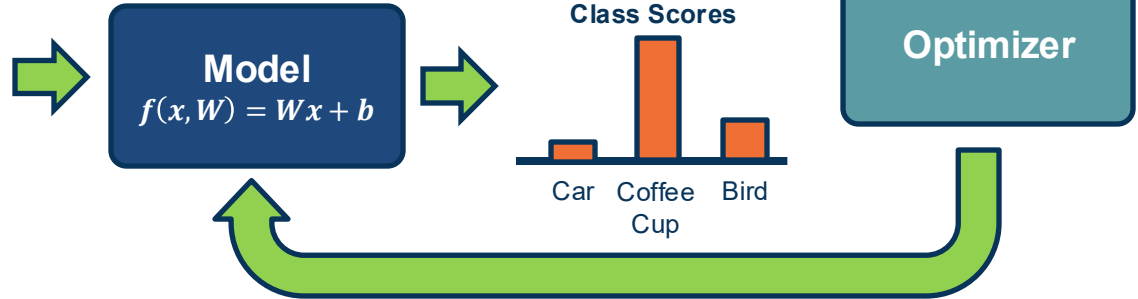 Class Scores
Optimizer
Model
f(x, W) = Wx + b
Car
Coffee
Cup
Bird